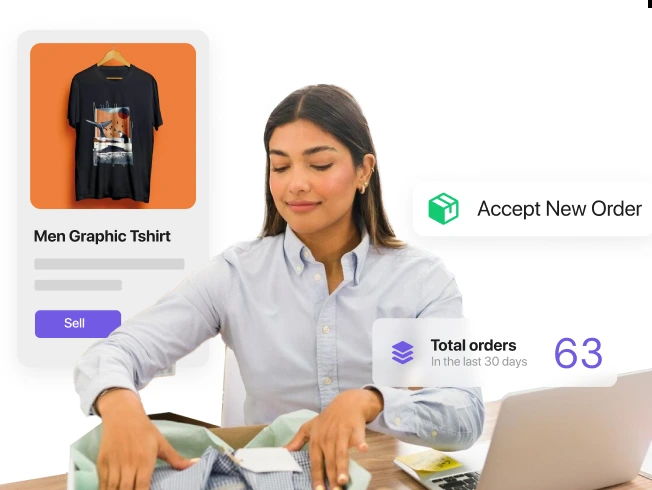 Men Graphic Tshirt
Sell
Accept New Order
Total orders
In the last 30 days
63